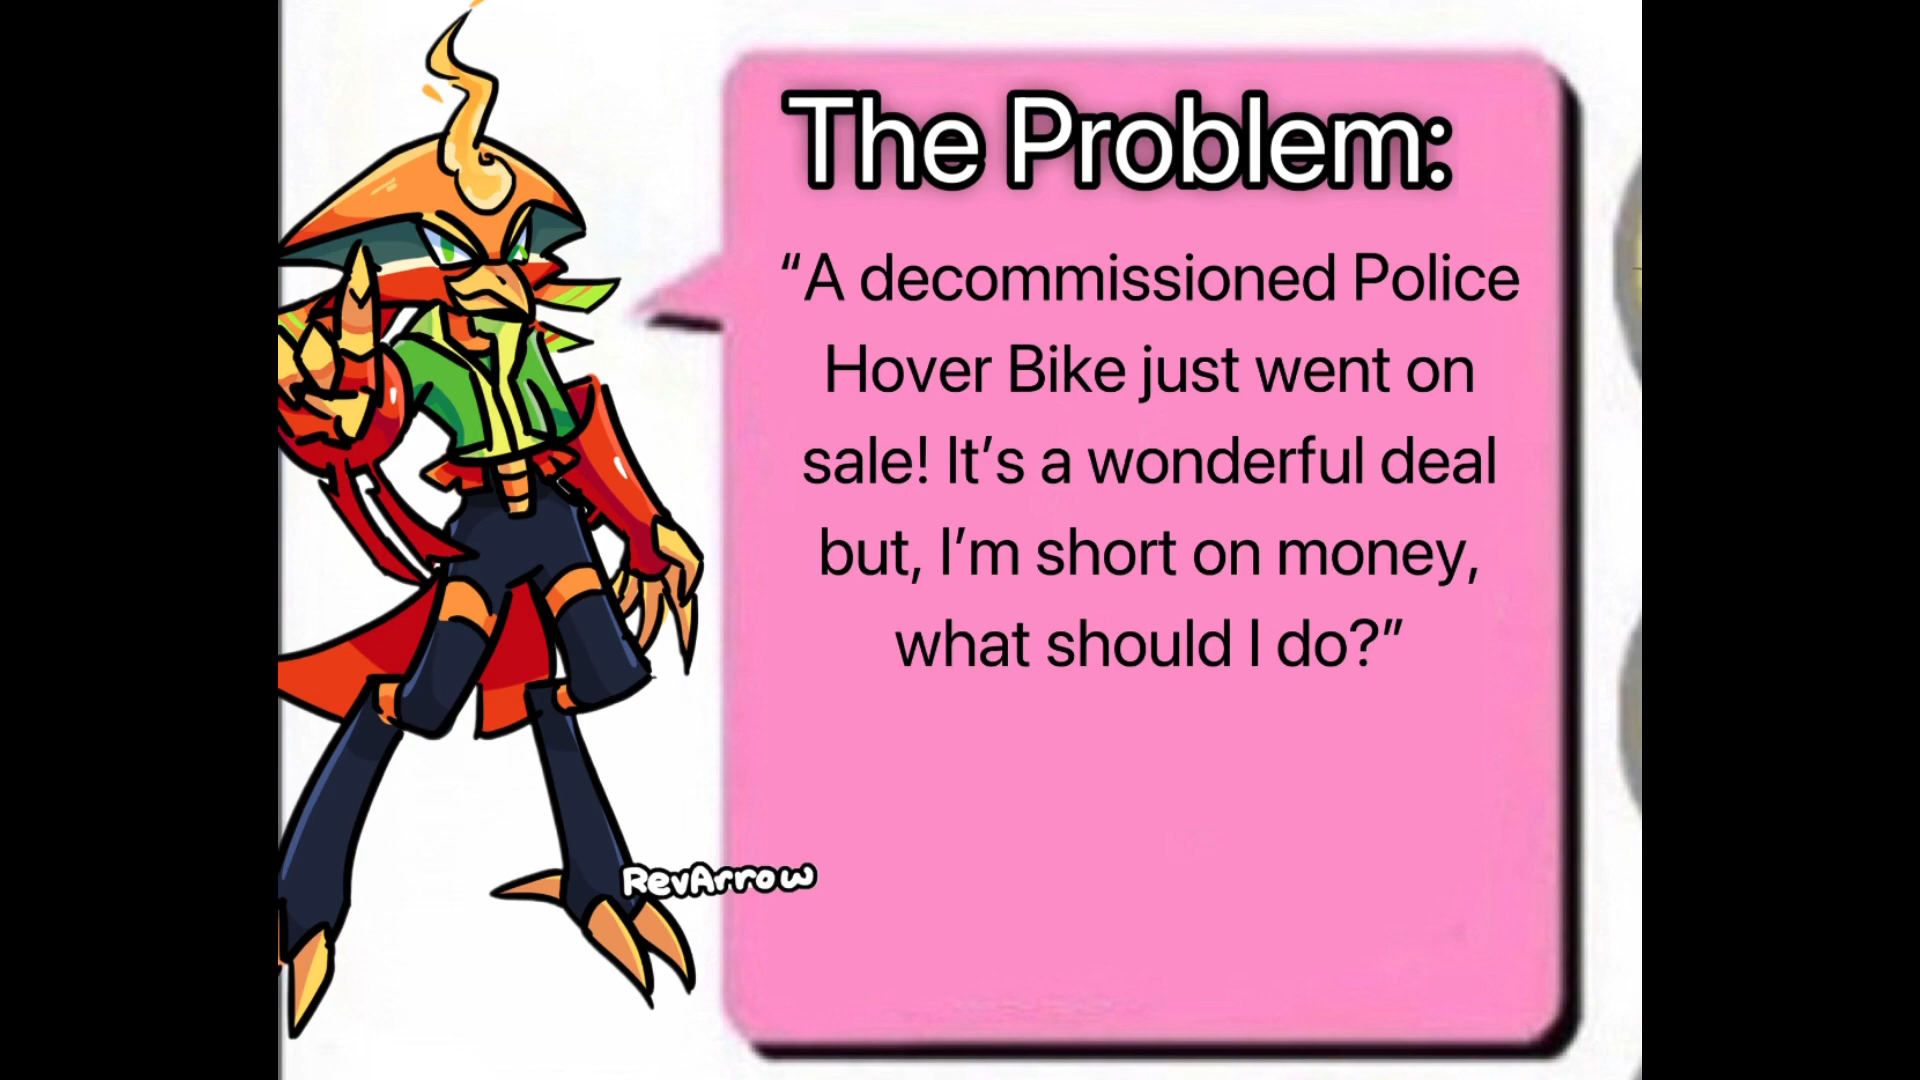 The Problem:
“A decommissioned Police
Hover Bike just went on
sale! It’s a wonderful deal
but, I’m short on money,
what should I do?”
RevArrow